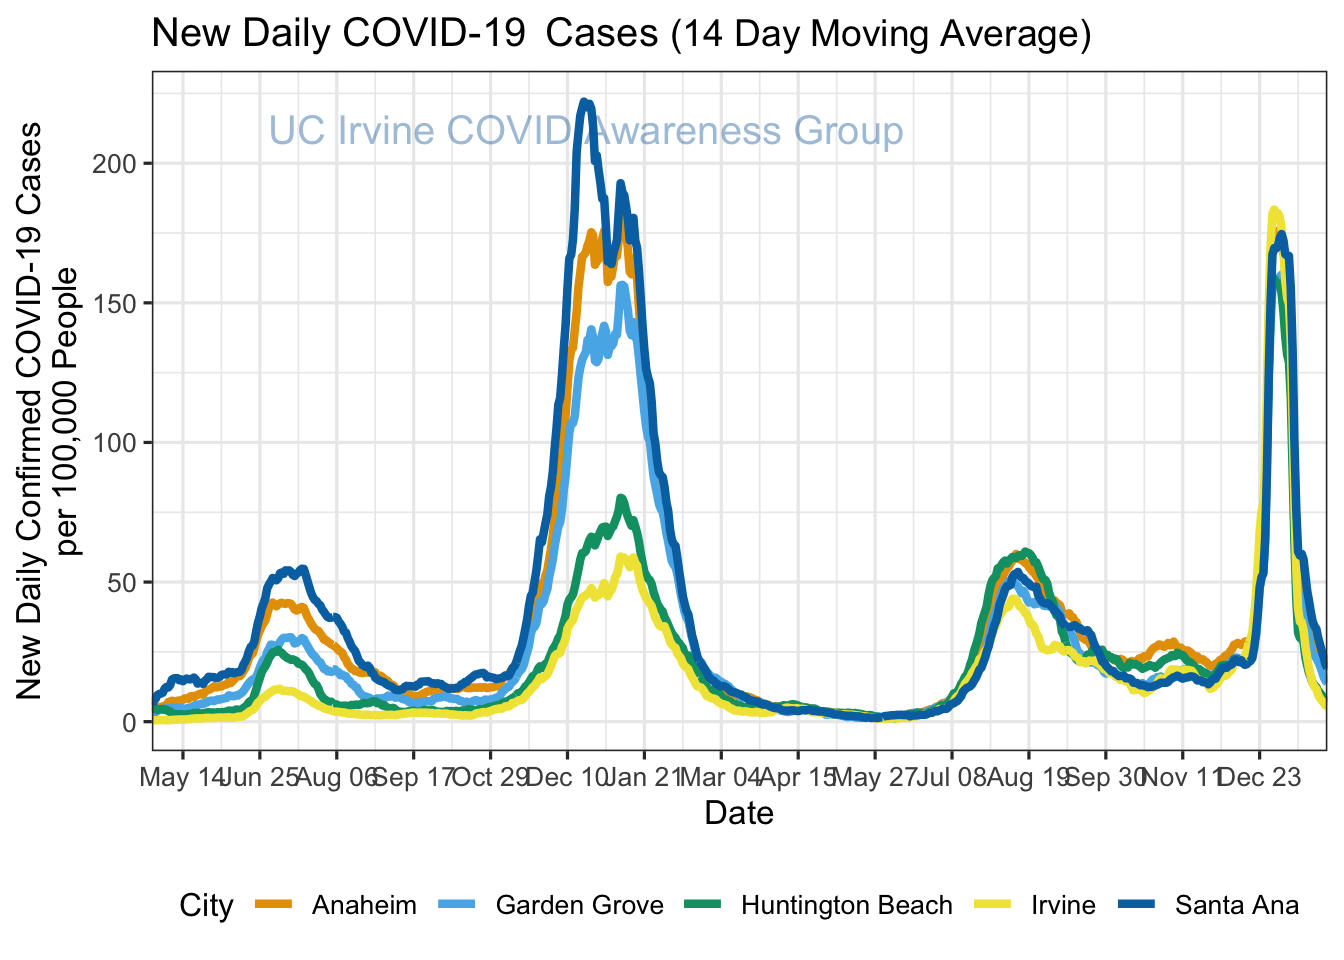 New Daily COVID-19 Cases (14 Day Moving Average)
UC Irvine COVID Awareness Group
New Daily Confirmed COVID-19 Cases
per 100,000 People
200
150
100
50
0
May 14 Jun 25 Aug 06 Sep 17 Oct 29 Dec 10 Jan 21 Mar 04 Apr 15 May 27 Jul 08 Aug 19 Sep 30 Nov 11 Dec 23
Date
City Anaheim Garden Grove Huntington Beach Irvine Santa Ana